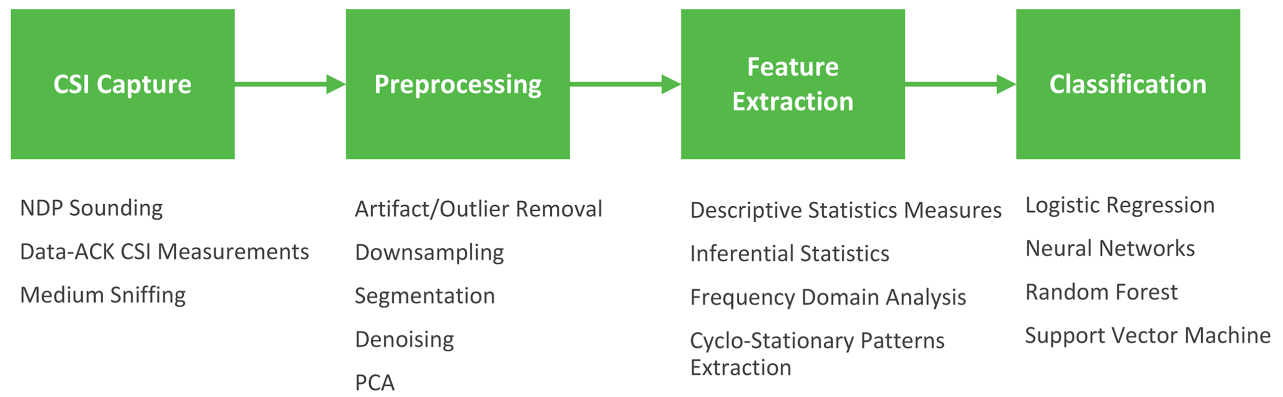 CSI Capture
Preprocessing
Feature
Extraction
Classification
NDP Sounding
Data-ACK CSI Measurements
Medium Sniffing
Artifact/Outlier Removal
Downsampling
Segmentation
Denoising
PCA
Descriptive Statistics Measures
Inferential Statistics
Frequency Domain Analysis
Cyclo-Stationary Patterns
Extraction
Logistic Regression
Neural Networks
Random Forest
Support Vector Machine